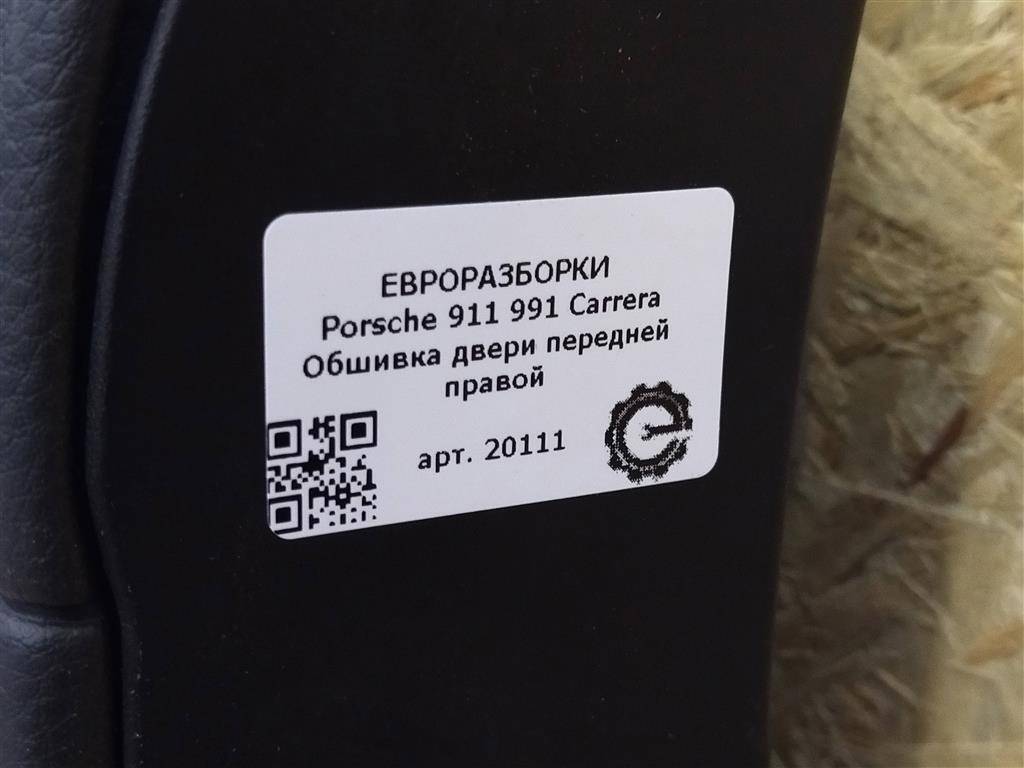 ЕВРОРАЗБОРКИ
Porsche 911 991 Carrera
Обшивка двери передней
правой
арт. 20111